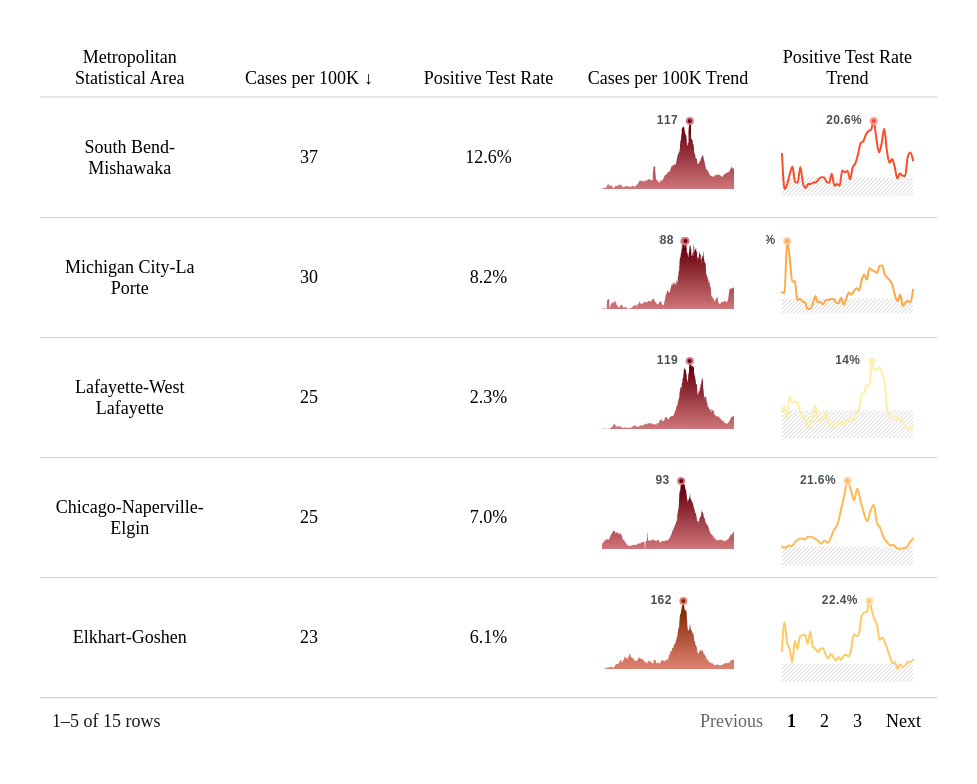 Metropolitan
Statistical Area
Cases per 100K ↓
Positive Test Rate
Cases per 100K Trend
Positive Test Rate
Trend
South Bend-
Mishawaka
37
12.6%
117
20.6%
Michigan City-La
Porte
30
8.2%
88
%
Lafayette-West
Lafayette
25
2.3%
119
14%
Chicago-Naperville-
Elgin
25
7.0%
93
21.6%
Elkhart-Goshen
23
6.1%
162
22.4%
1–5 of 15 rows
Previous 1 2 3 Next